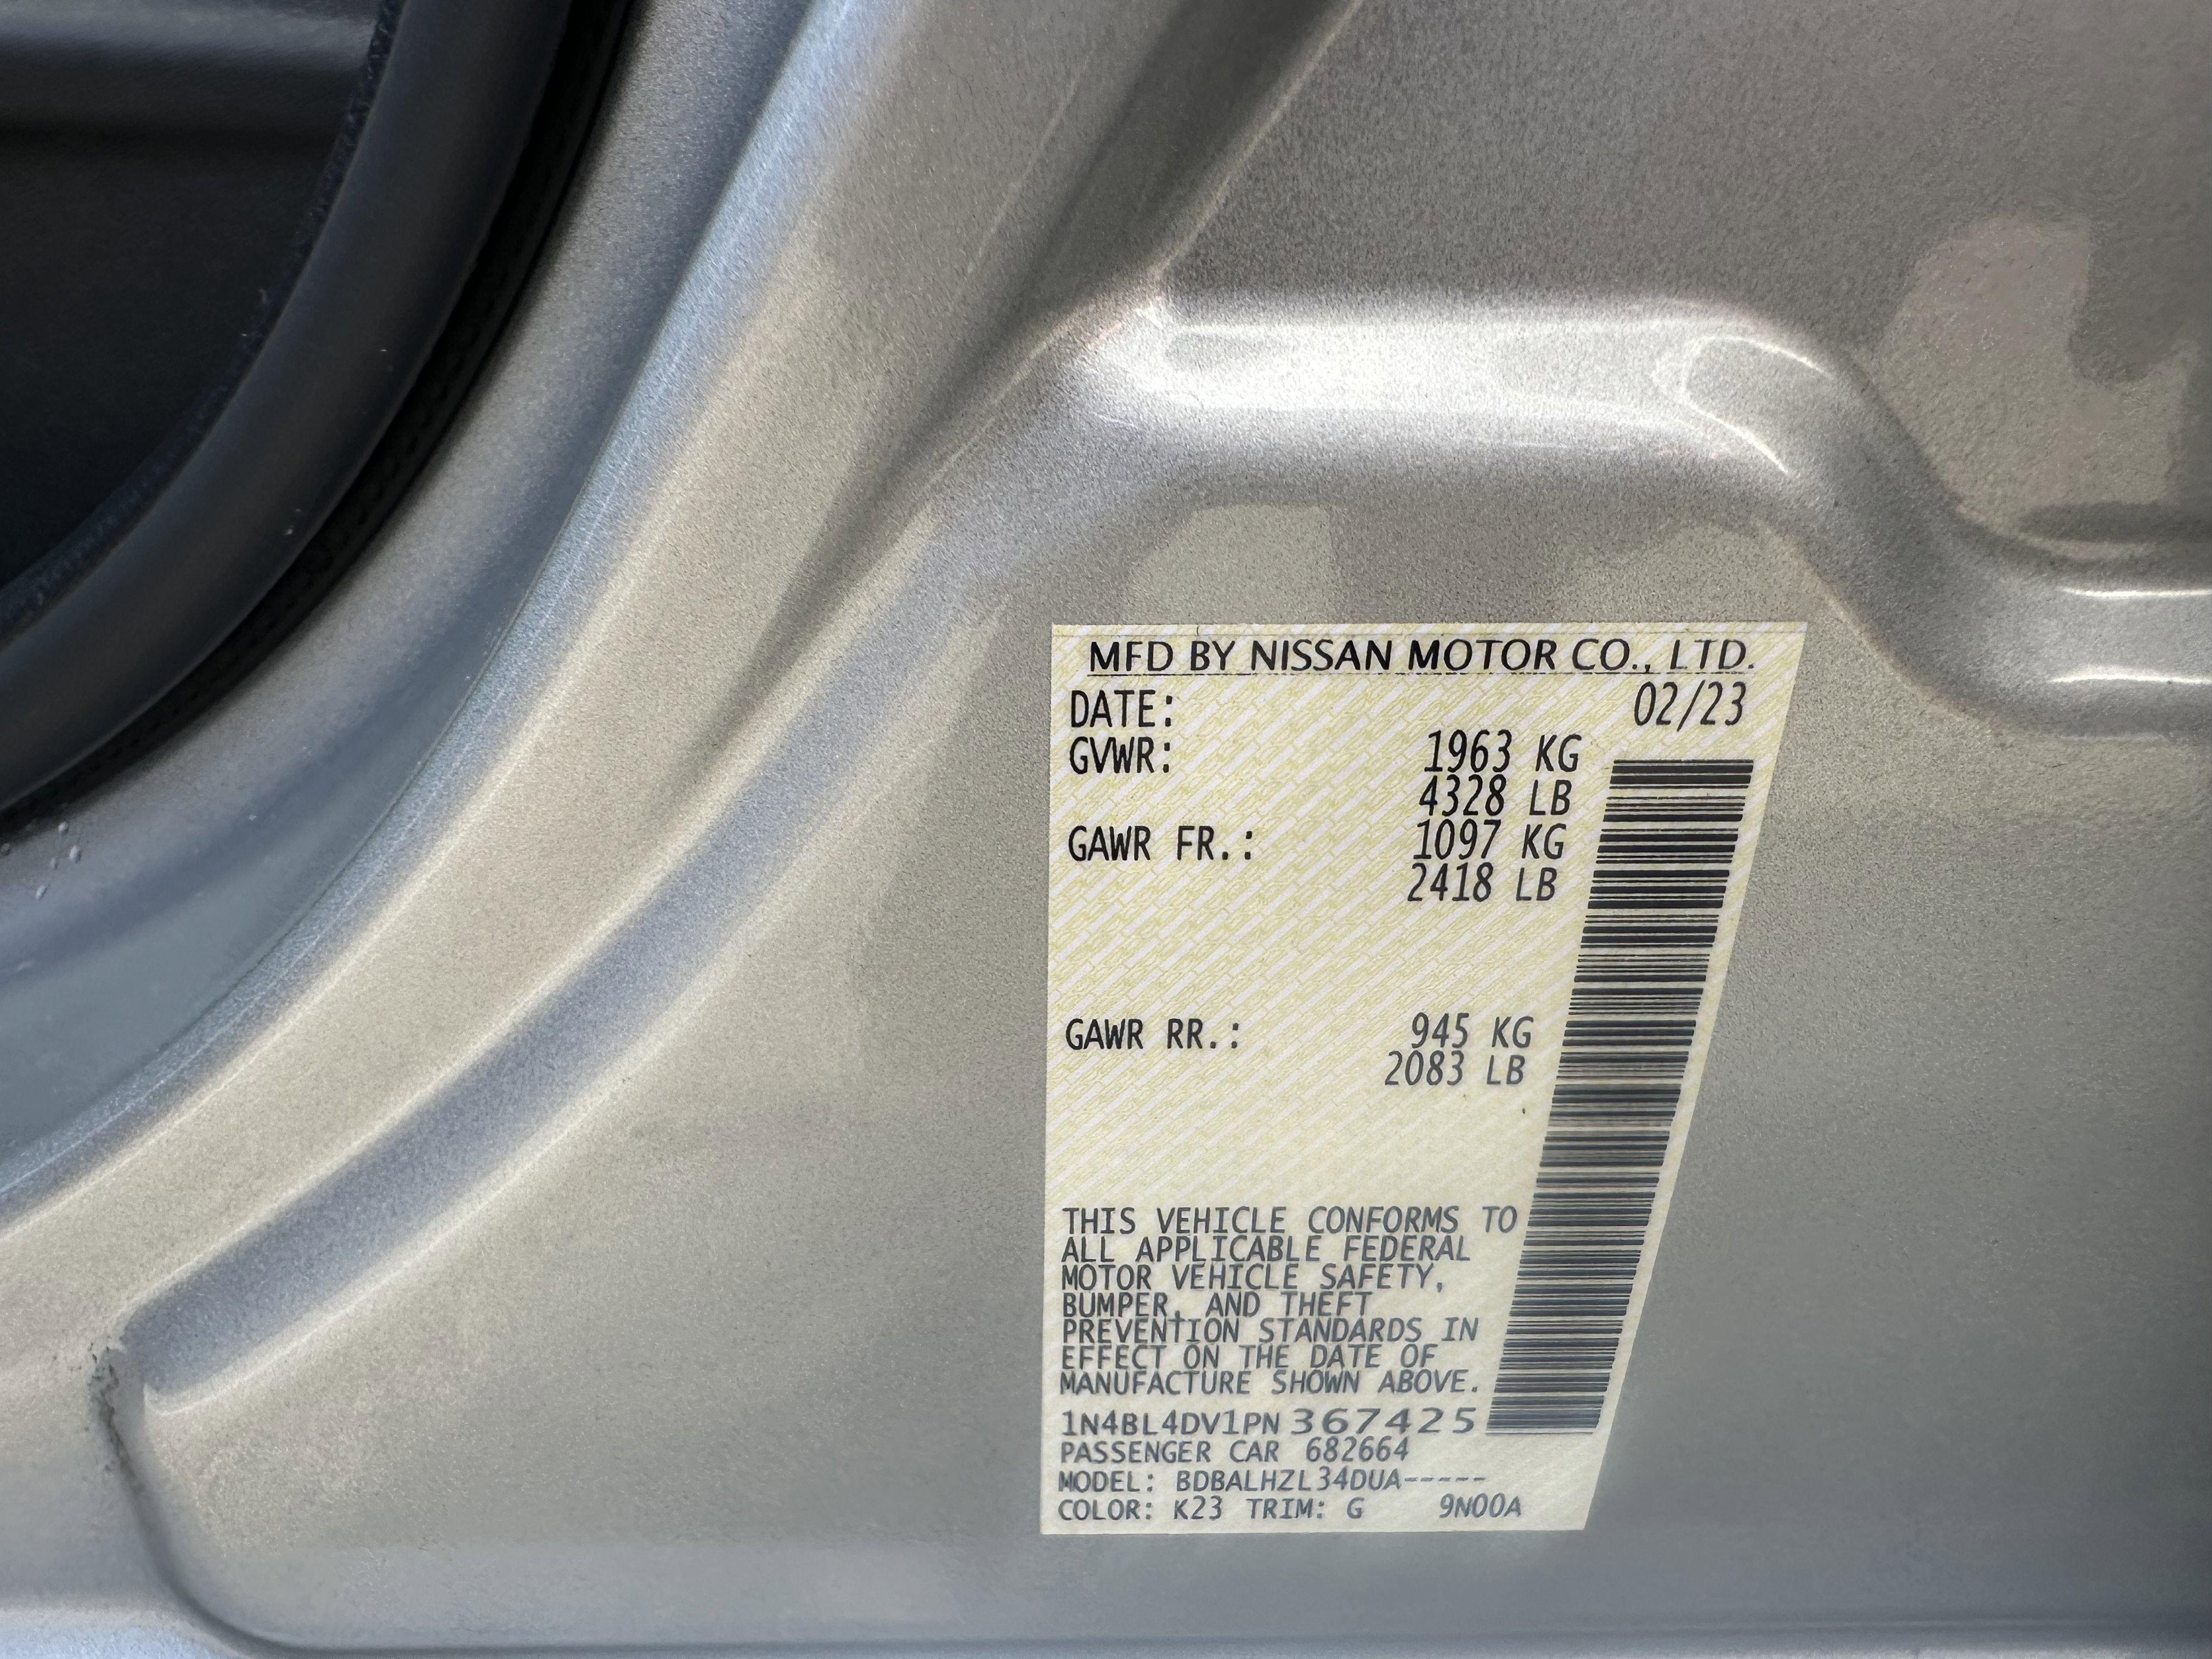 MFD BY NISSAN MOTOR CO., LTD.
DATE: 02/23
GVWR: 1963 KG
4328 LB
GAWR FR.: 1097 KG
2418 LB
GAWR RR.: 945 KG
2083 LB
THIS VEHICLE CONFORMS TO
ALL APPLICABLE FEDERAL
MOTOR VEHICLE SAFETY,
BUMPER, AND THEFT
PREVENTION STANDARDS IN
EFFECT ON THE DATE OF
MANUFACTURE SHOWN ABOVE.
1N4BL4DV1PN367425
PASSENGER CAR 682664
MODEL: BDBALHZL34DUA-----
COLOR: K23 TRIM: G 9N00A